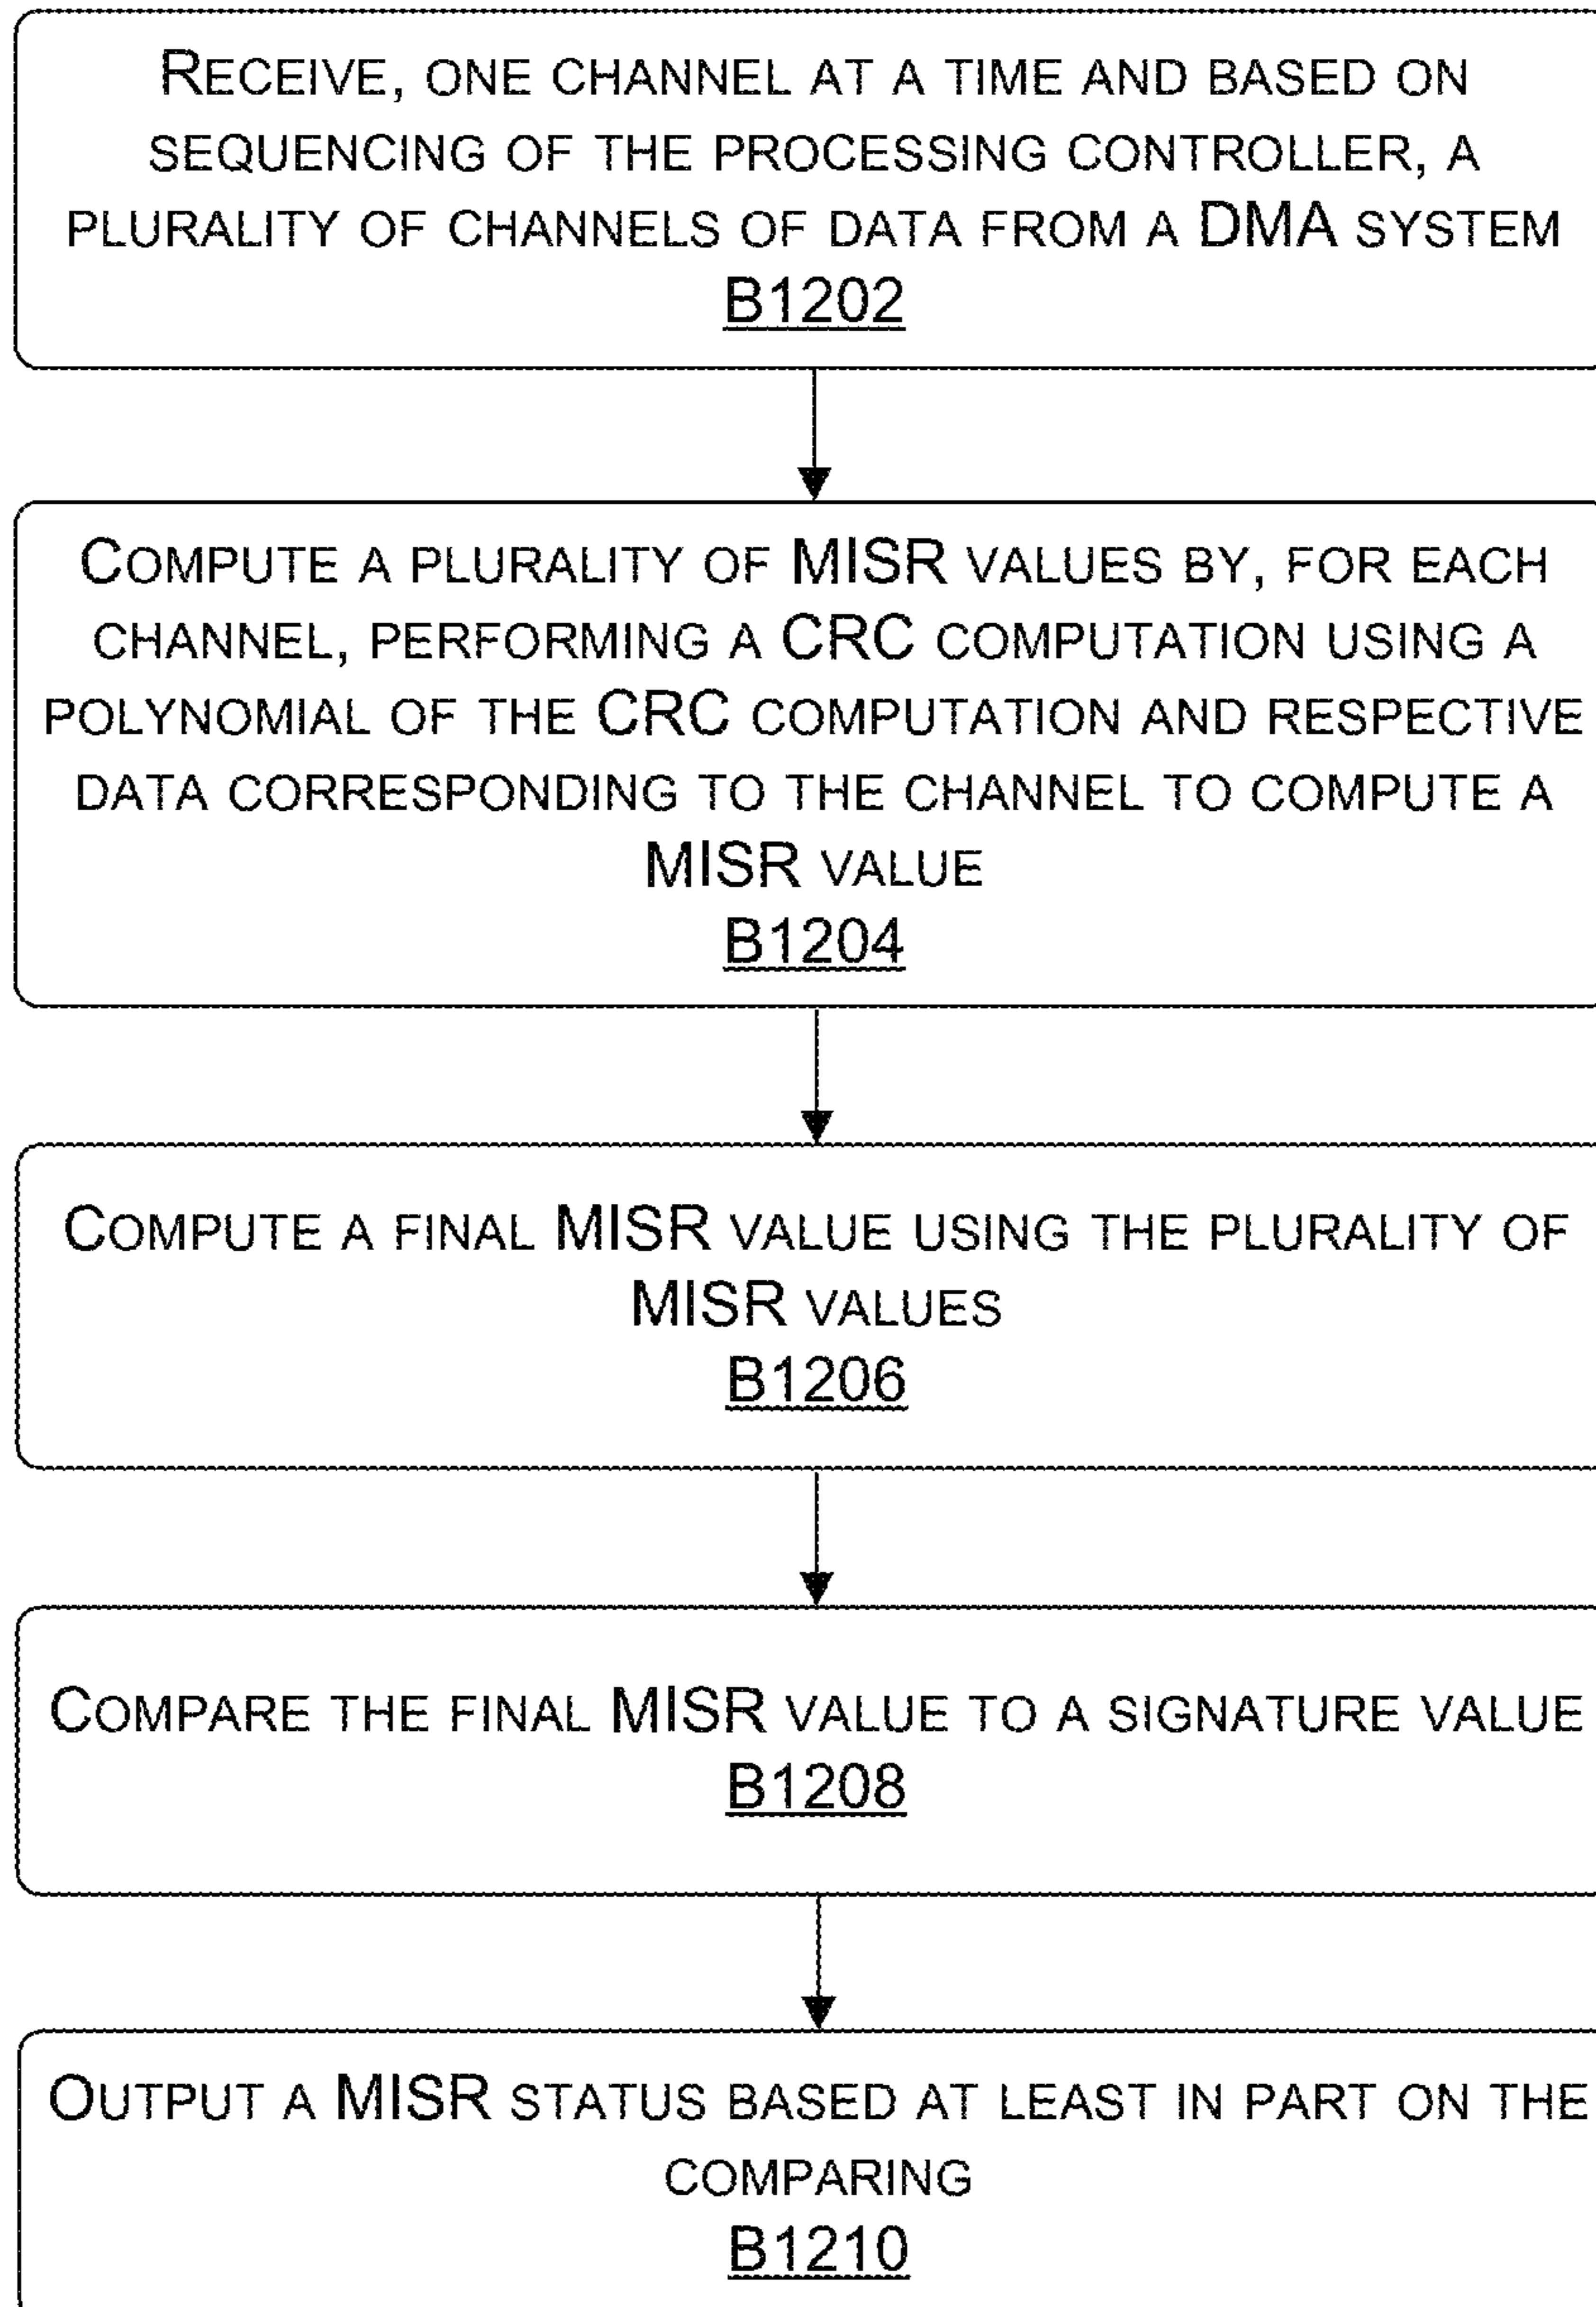 RECEIVE, ONE CHANNEL AT A TIME AND BASED ON
SEQUENCING OF THE PROCESSING CONTROLLER, A
PLURALITY OF CHANNELS OF DATA FROM A DMA SYSTEM
B1202
COMPUTE A PLURALITY OF MISR VALUES BY, FOR EACH
CHANNEL, PERFORMING A CRC COMPUTATION USING A
POLYNOMIAL OF THE CRC COMPUTATION AND RESPECTIVE
DATA CORRESPONDING TO THE CHANNEL TO COMPUTE A
MISR VALUE
B1204
COMPUTE A FINAL MISR VALUE USING THE PLURALITY OF
MISR VALUES
B1206
COMPARE THE FINAL MISR VALUE TO A SIGNATURE VALUE
B1208
OUTPUT A MISR STATUS BASED AT LEAST IN PART ON THE
COMPARING
B1210